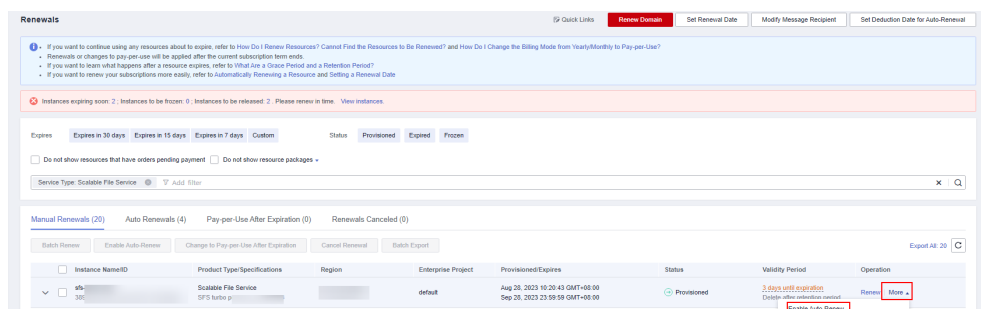 Renewals
Quick Links
Renew Domain
Set Renewal Date
Modify Message Recipient
Set Deduction Date for Auto-Renewal
If you want to continue using any resources about to expire, refer to How Do I Renew Resources? Cannot Find the Resources to Be Renewed? and How Do I Change the Billing Mode from Yearly/Monthly to Pay-per-Use?
Renewals or changes to pay-per-use will be applied after the current subscription term ends.
If you want to learn what happens after a resource expires, refer to What Are a Grace Period and a Retention Period?
If you want to renew your subscriptions more easily, refer to Automatically Renewing a Resource and Setting a Renewal Date
Instances expiring soon: 2 ; Instances to be frozen: 0 ; Instances to be released: 2 . Please renew in time. View instances.
Expires Expires in 30 days Expires in 15 days Expires in 7 days Custom Status Provisioned Expired Frozen
Do not show resources that have orders pending payment Do not show resource packages
Service Type: Scalable File Service Add filter
Manual Renewals (20) Auto Renewals (4) Pay-per-Use After Expiration (0) Renewals Canceled (0)
Batch Renew Enable Auto-Renew Change to Pay-per-Use After Expiration Cancel Renewal Batch Export Export All: 20
Instance Name/ID Product Type/Specifications Region Enterprise Project Provisioned/Expires Status Validity Period Operation
sfs- Scalable File Service default Aug 28, 2023 10:20:43 GMT+08:00 Provisioned 3 days until expiration Renew More
SFS turbo Sep 28, 2023 23:59:59 GMT+08:00 Delete after retention period
Enable Auto-Renew